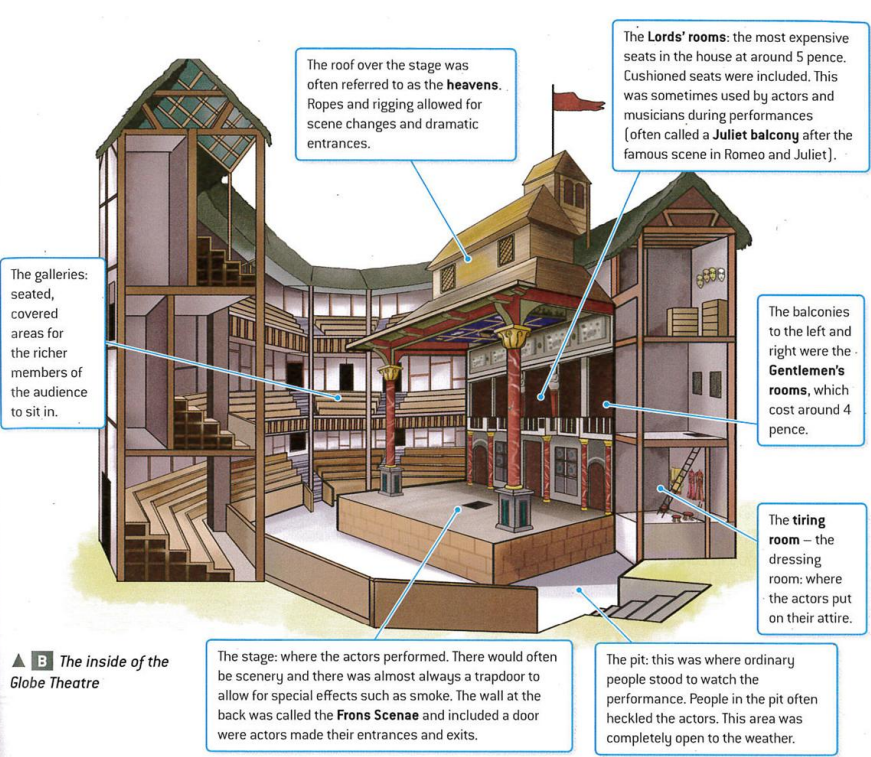 The roof over the stage was
often referred to as the heavens.
Ropes and rigging allowed for
scene changes and dramatic
entrances.
The Lords' rooms: the most expensive
seats in the house at around 5 pence.
Cushioned seats were included. This
was sometimes used by actors and
musicians during performances
(often called a Juliet balcony after the
famous scene in Romeo and Juliet).
The galleries:
seated,
covered
areas for
the richer
members of
the audience
to sit in.
The balconies
to the left and
right were the
Gentlemen's
rooms, which
cost around 4
pence.
The tiring
room – the
dressing
room: where
the actors put
on their attire.
▲ B The inside of the
Globe Theatre
The stage: where the actors performed. There would often
be scenery and there was almost always a trapdoor to
allow for special effects such as smoke. The wall at the
back was called the Frons Scenae and included a door
were actors made their entrances and exits.
The pit: this was where ordinary
people stood to watch the
performance. People in the pit often
heckled the actors. This area was
completely open to the weather.